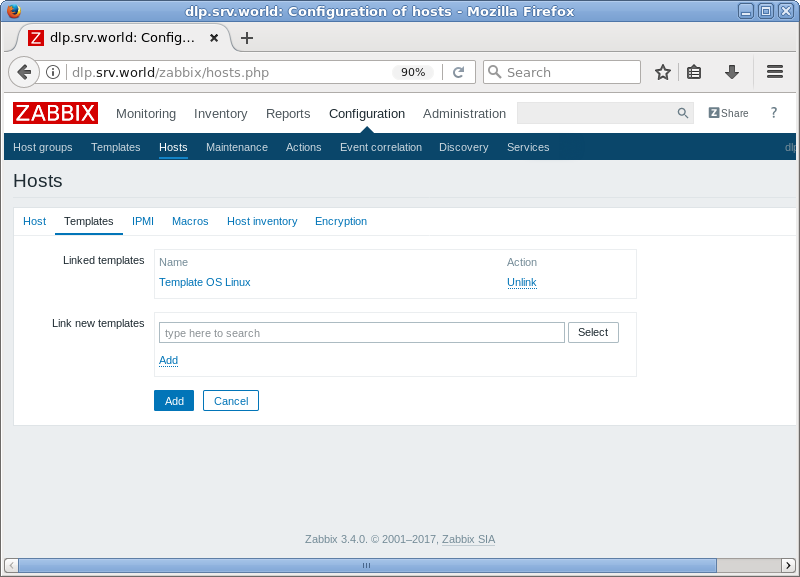 dlp.srv.world: Configuration of hosts - Mozilla Firefox
Z dlp.srv.world: Config...
dlp.srv.world/zabbix/hosts.php 90% Search
ZABBIX Monitoring Inventory Reports Configuration Administration Z Share ?
Host groups Templates Hosts Maintenance Actions Event correlation Discovery Services dlp
Hosts
Host Templates IPMI Macros Host inventory Encryption
Linked templates Name Action
Template OS Linux Unlink
Link new templates
type here to search Select
Add
Add Cancel
Zabbix 3.4.0. © 2001–2017, Zabbix SIA